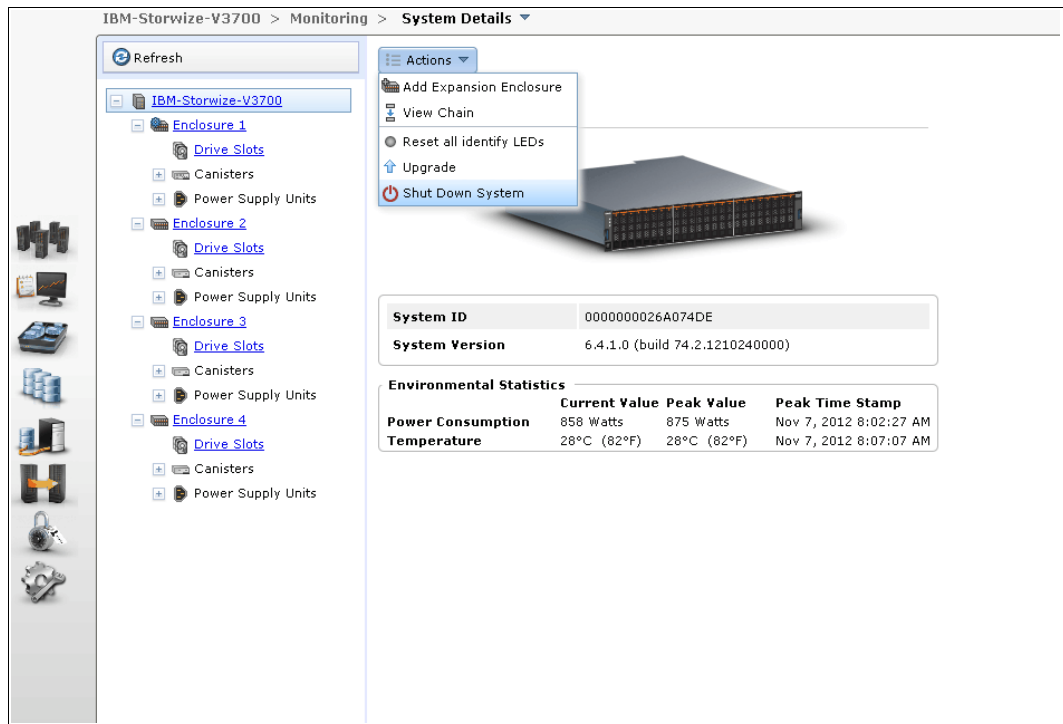 IBM-Storwize-V3700 > Monitoring > System Details
Refresh
IBM-Storwize-V3700
Enclosure 1
Drive Slots
Canisters
Power Supply Units
Enclosure 2
Drive Slots
Canisters
Power Supply Units
Enclosure 3
Drive Slots
Canisters
Power Supply Units
Enclosure 4
Drive Slots
Canisters
Power Supply Units
Actions
Add Expansion Enclosure
View Chain
Reset all identify LEDs
Upgrade
Shut Down System
System ID 0000000026A074DE
System Version 6.4.1.0 (build 74.2.1210240000)
Environmental Statistics
Current Value Peak Value Peak Time Stamp
Power Consumption 858 Watts 875 Watts Nov 7, 2012 8:02:27 AM
Temperature 28°C (82°F) 28°C (82°F) Nov 7, 2012 8:07:07 AM